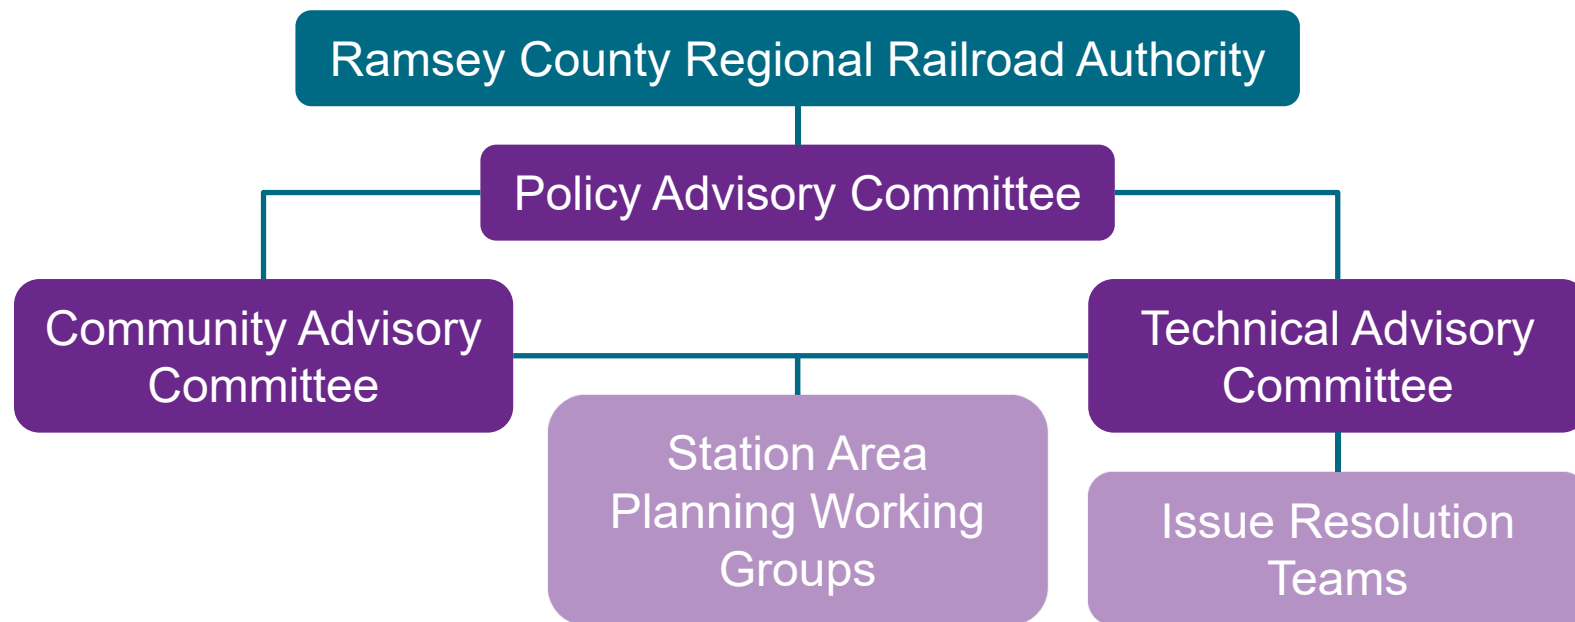 Ramsey County Regional Railroad Authority
Policy Advisory Committee
Community Advisory
Committee
Technical Advisory
Committee
Station Area
Planning Working
Groups
Issue Resolution
Teams